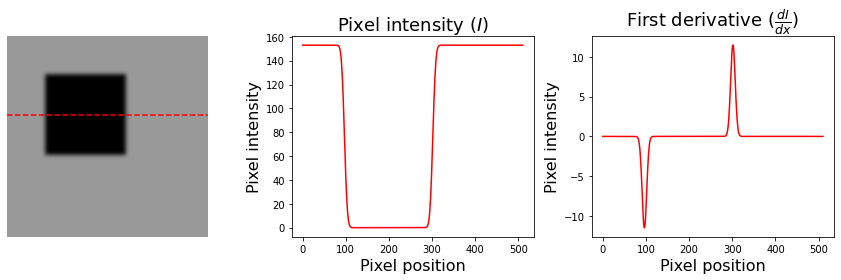 Pixel intensity (I)
160
140
120
100
80
60
40
20
0
Pixel intensity
0 100 200 300 400 500
Pixel position
First derivative (dI/dx)
10
5
0
−5
−10
Pixel intensity
0 100 200 300 400 500
Pixel position